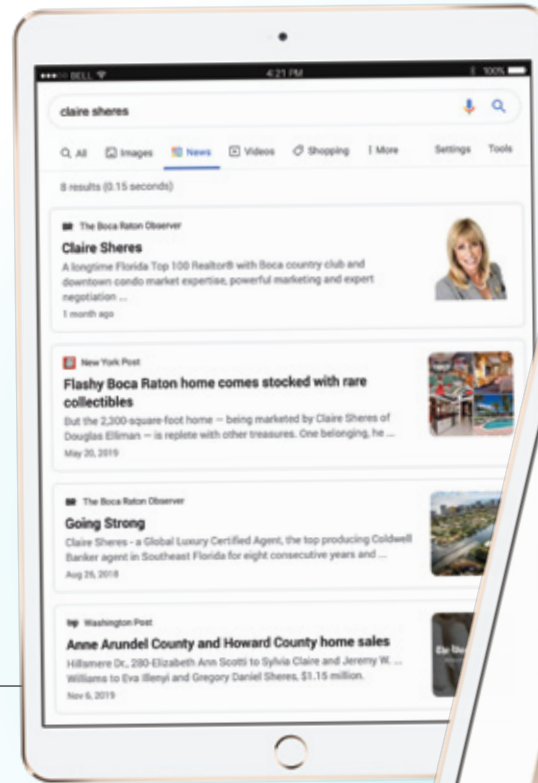 BELL 4:21 PM 100%
claire sheres
All Images News Videos Shopping More Settings Tools
8 results (0.15 seconds)
The Boca Raton Observer
Claire Sheres
A longtime Florida Top 100 Realtor® with Boca country club and
downtown condo market expertise, powerful marketing and expert
negotiation ...
1 month ago
New York Post
Flashy Boca Raton home comes stocked with rare
collectibles
But the 2,300-square-foot home — being marketed by Claire Sheres of
Douglas Elliman — is replete with other treasures. One belonging, he ...
May 20, 2019
The Boca Raton Observer
Going Strong
Claire Sheres - a Global Luxury Certified Agent, the top producing Coldwell
Banker agent in Southeast Florida for eight consecutive years and ...
Aug 26, 2018
wp Washington Post
Anne Arundel County and Howard County home sales
Hillsmere Dr., 280-Elizabeth Ann Scotti to Sylvia Claire and Jeremy W. ...
Williams to Eva Illenyi and Gregory Daniel Sheres, $1.15 million.
Nov 6, 2019